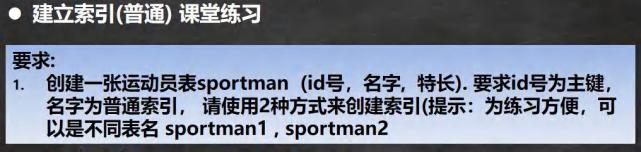 ● 建立索引(普通) 课堂练习
要求:
1. 创建一张运动员表sportman (id号，名字, 特长). 要求id号为主键，
名字为普通索引， 请使用2种方式来创建索引(提示：为练习方便，可
以是不同表名 sportman1 , sportman2